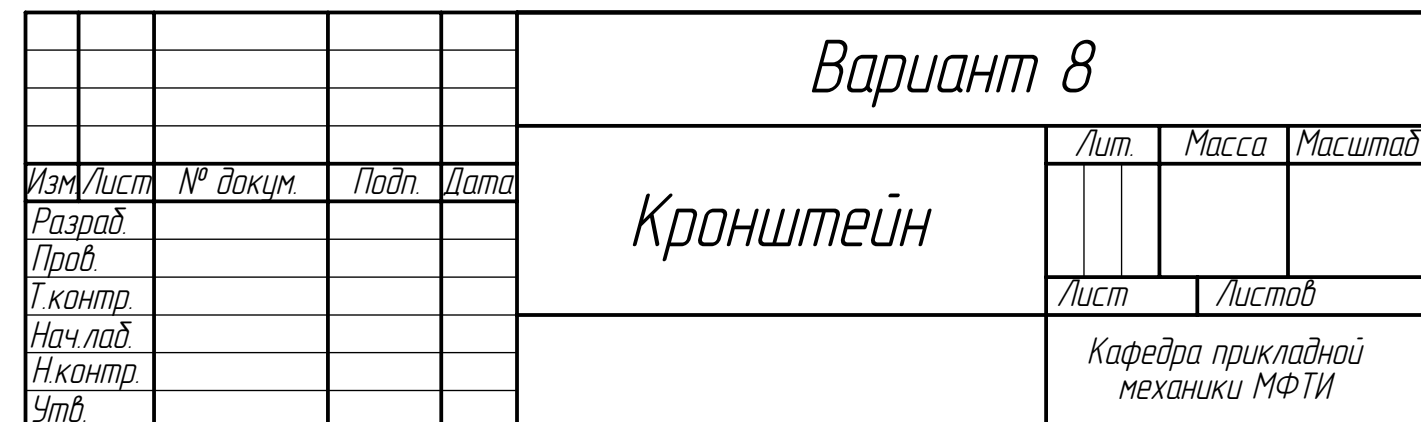 Вариант 8
Лит. Масса Масштаб
Изм. Лист № докум. Подп. Дата
Кронштейн
Разраб.
Пров.
Т.контр.
Лист Листов
Нач.лаб.
Н.контр.
Утв.
Кафедра прикладной
механики МФТИ